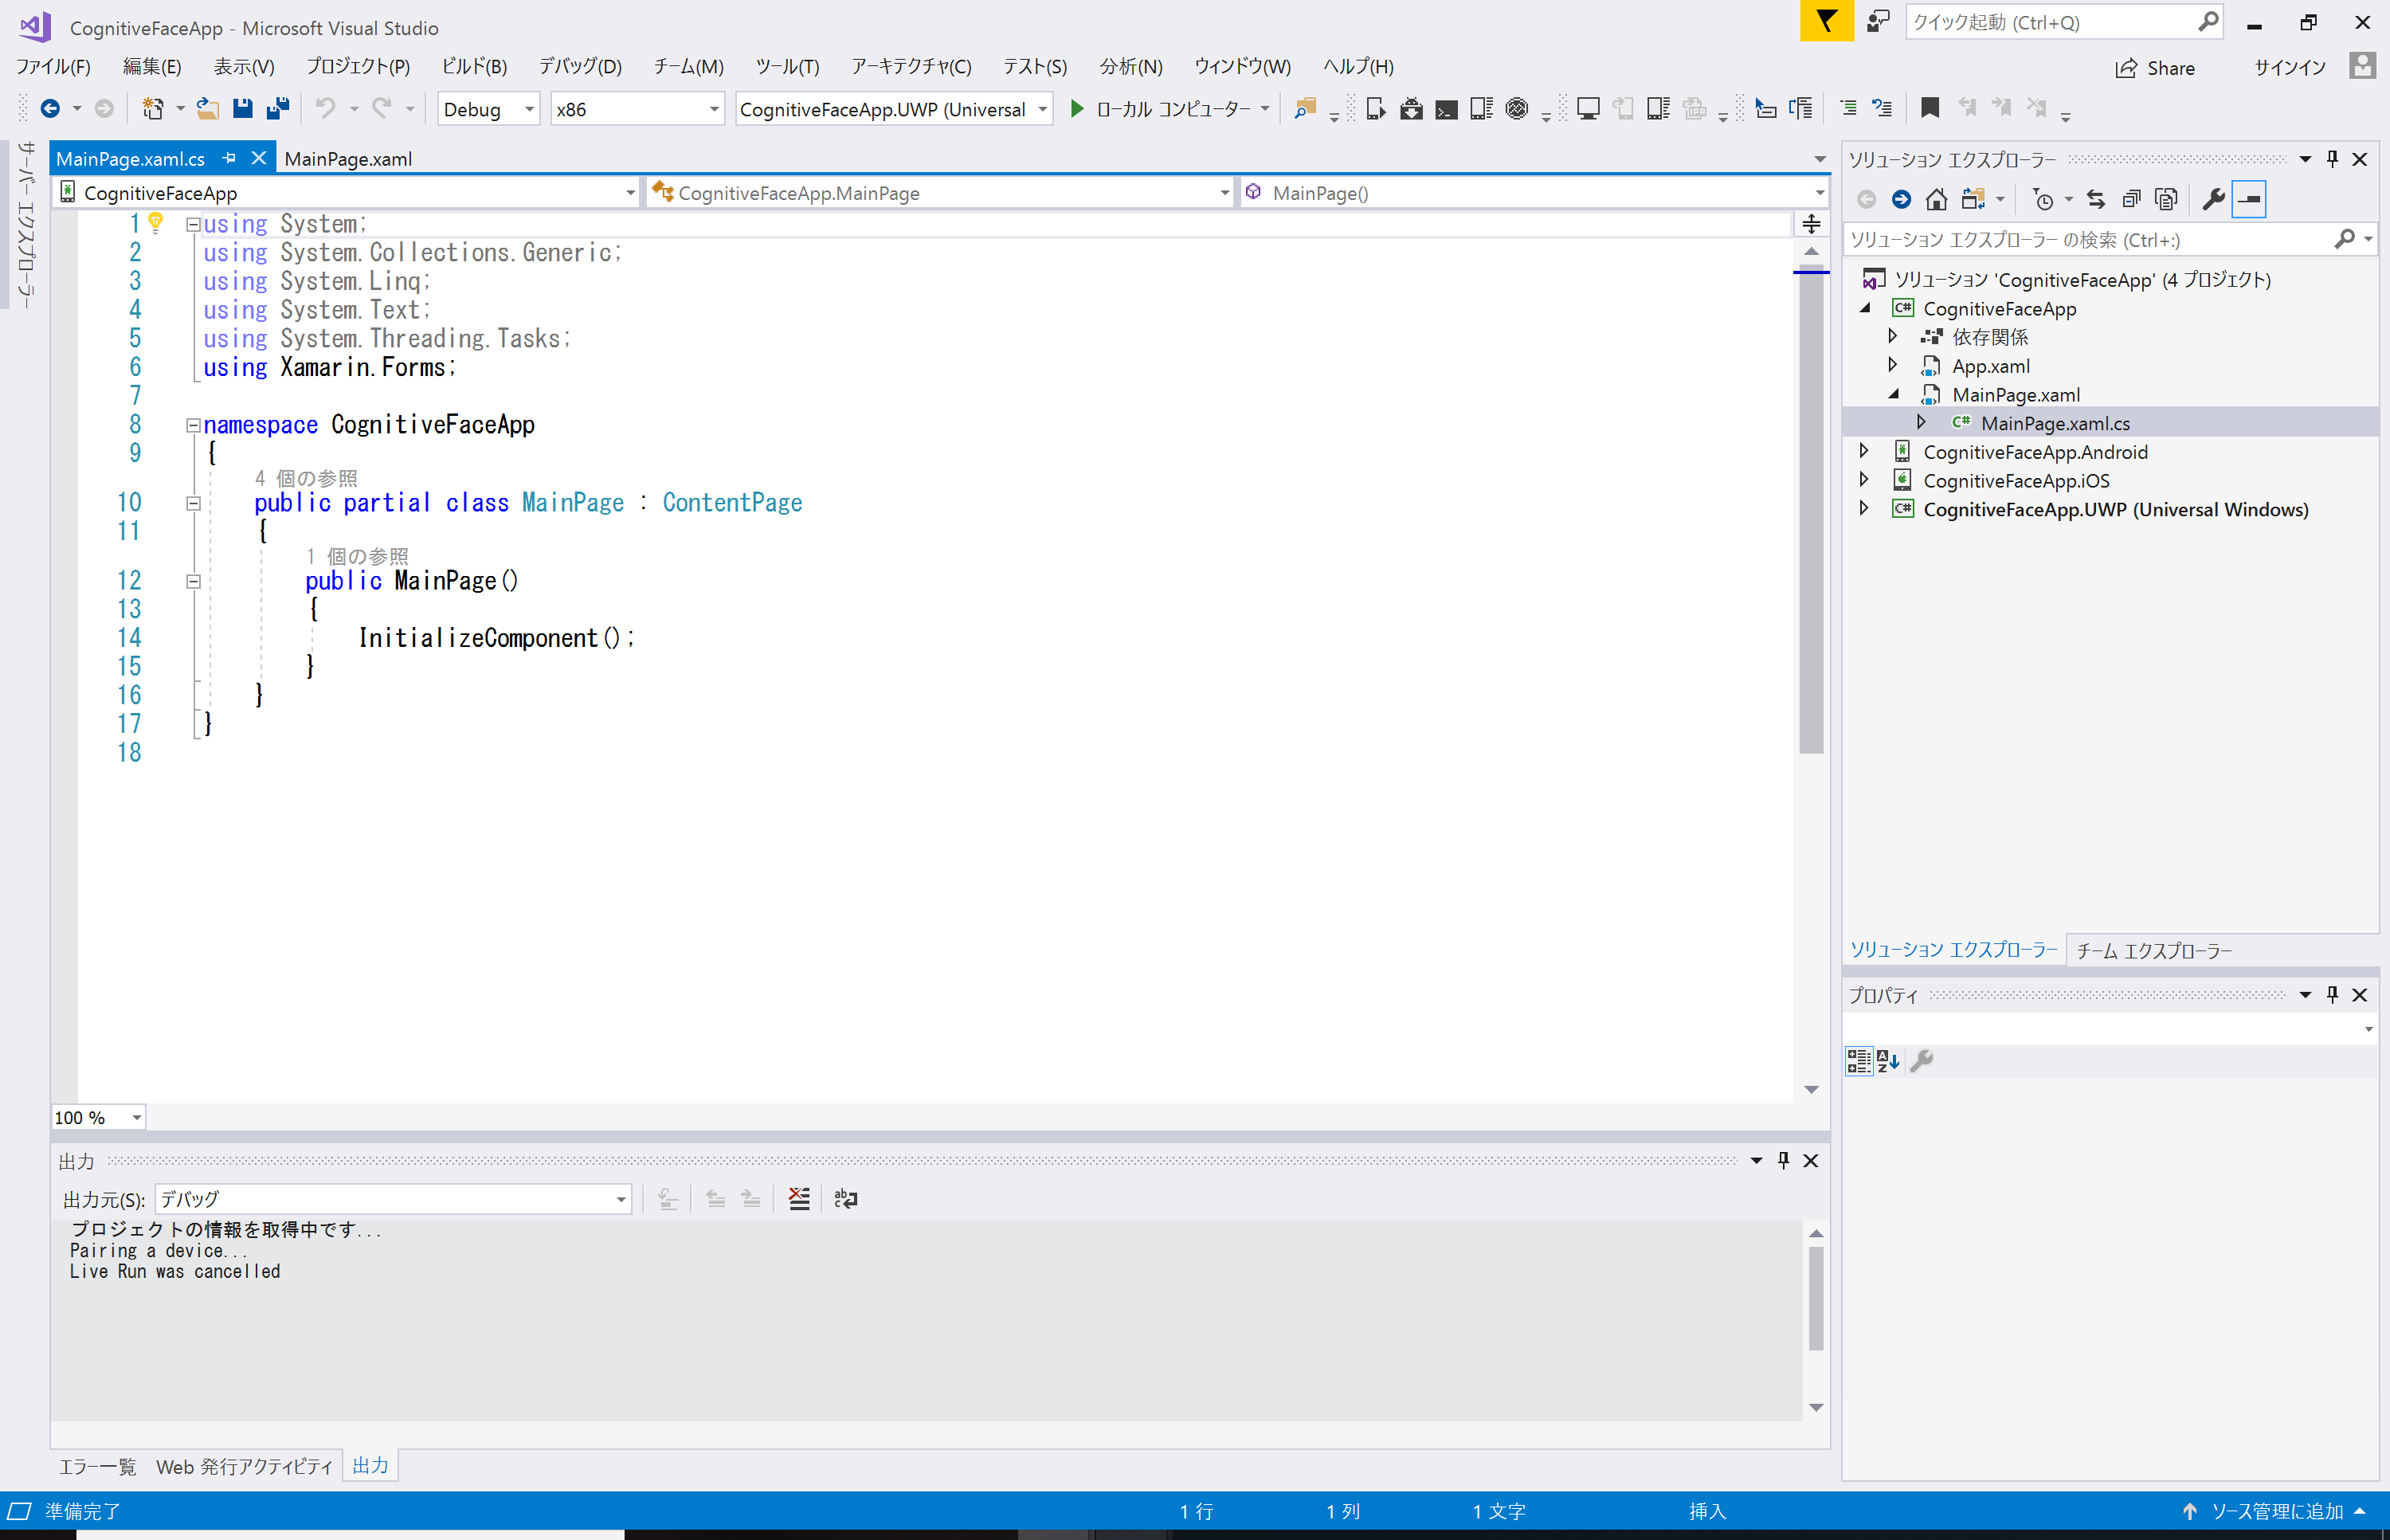 CognitiveFaceApp - Microsoft Visual Studio
クイック起動 (Ctrl+Q)
ファイル(F) 編集(E) 表示(V) プロジェクト(P) ビルド(B) デバッグ(D) チーム(M) ツール(T) アーキテクチャ(C) テスト(S) 分析(N) ウィンドウ(W) ヘルプ(H)
Share サインイン
Debug x86 CognitiveFaceApp.UWP (Universal ローカル コンピューター
サーバー エクスプローラー
MainPage.xaml.cs MainPage.xaml
CognitiveFaceApp CognitiveFaceApp.MainPage MainPage()
1 using System;
2 using System.Collections.Generic;
3 using System.Linq;
4 using System.Text;
5 using System.Threading.Tasks;
6 using Xamarin.Forms;
7
8 namespace CognitiveFaceApp
9 {
4 個の参照
10 public partial class MainPage : ContentPage
11 {
1 個の参照
12 public MainPage()
13 {
14 InitializeComponent();
15 }
16 }
17 }
18
100 %
出力
出力元(S): デバッグ
プロジェクトの情報を取得中です...
Pairing a device...
Live Run was cancelled
エラー一覧 Web 発行アクティビティ 出力
ソリューション エクスプローラー
ソリューション エクスプローラー の検索 (Ctrl+:)
ソリューション 'CognitiveFaceApp' (4 プロジェクト)
C# CognitiveFaceApp
依存関係
App.xaml
MainPage.xaml
C# MainPage.xaml.cs
CognitiveFaceApp.Android
CognitiveFaceApp.iOS
C# CognitiveFaceApp.UWP (Universal Windows)
ソリューション エクスプローラー チーム エクスプローラー
プロパティ
準備完了 1 行 1 列 1 文字 挿入 ソース管理に追加